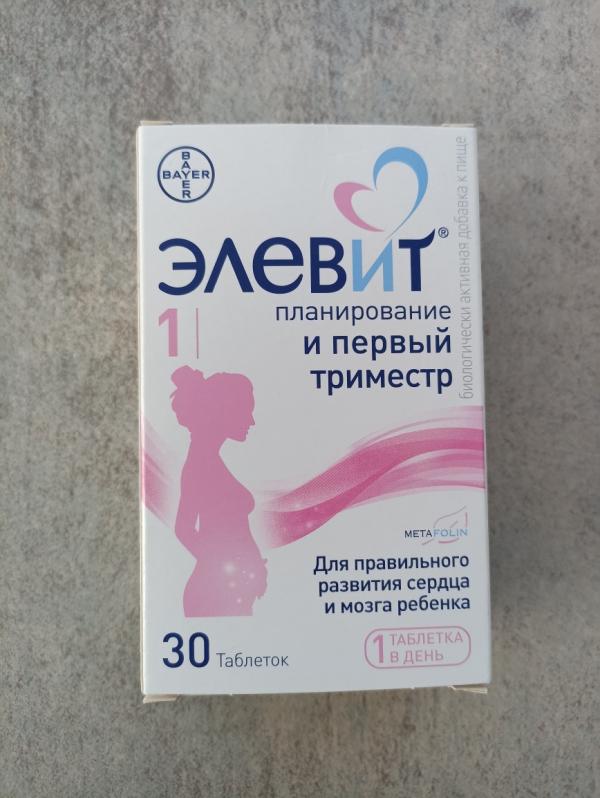 BAYER
BAYER
ЭЛЕВИТ®
1
планирование
и первый
триместр
биологически активная добавка к пище
METAFOLIN
Для правильного
развития сердца
и мозга ребенка
30 Таблеток
1 ТАБЛЕТКА
В ДЕНЬ